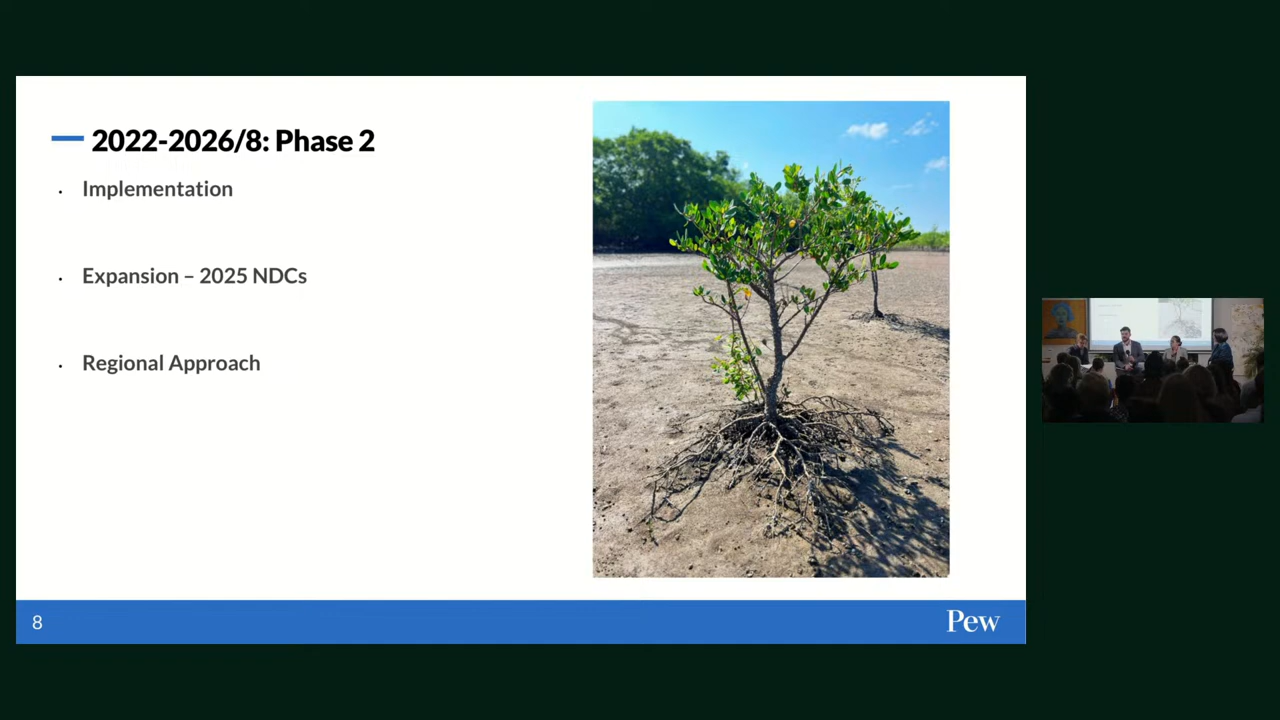 2022-2026/8: Phase 2
• Implementation
• Expansion – 2025 NDCs
• Regional Approach
8
Pew